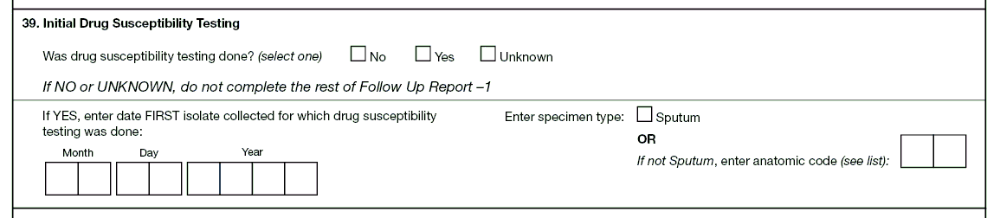 39. Initial Drug Susceptibility Testing
Was drug susceptibility testing done? (select one) No Yes Unknown
If NO or UNKNOWN, do not complete the rest of Follow Up Report –1
If YES, enter date FIRST isolate collected for which drug susceptibility
testing was done:
Month Day Year
Enter specimen type: Sputum
OR
If not Sputum, enter anatomic code (see list):